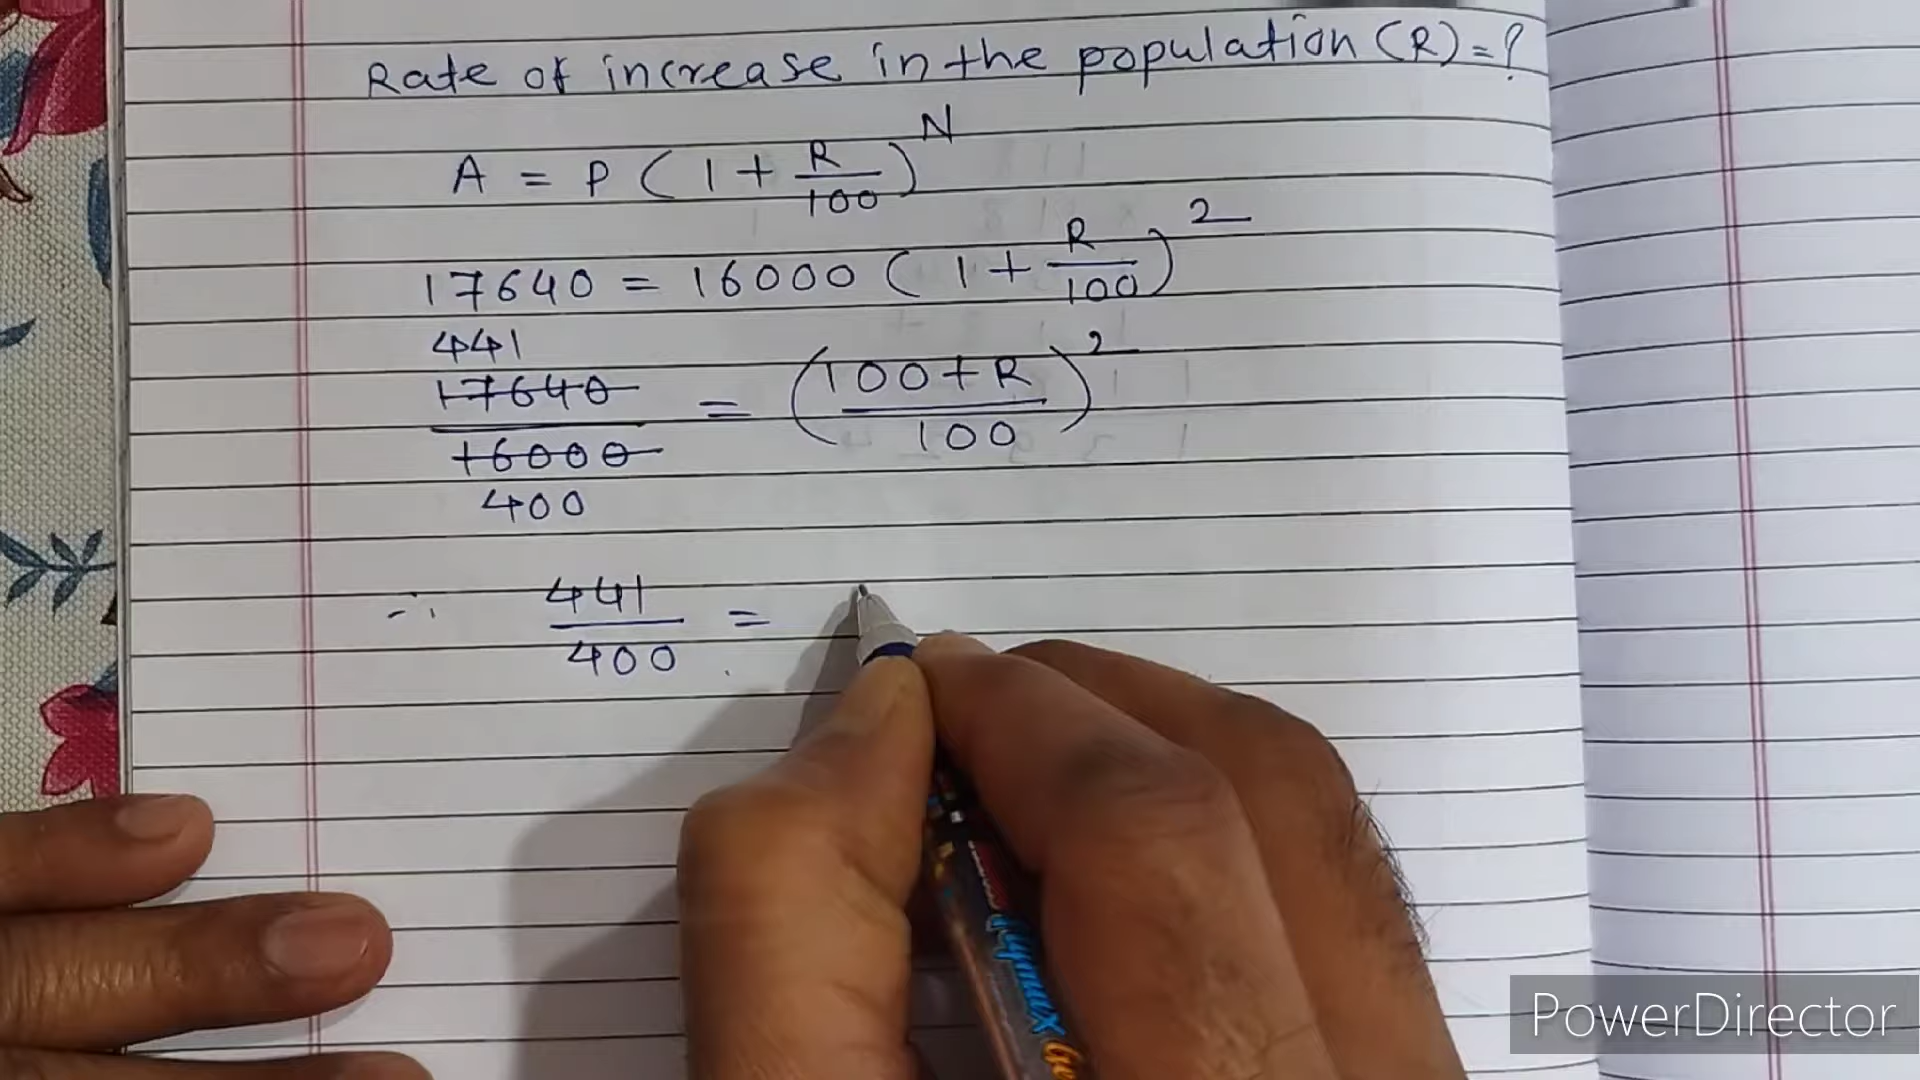 Rate of increase in the population (R) = ?
A = P ( 1 + R/100 )^N
17640 = 16000 ( 1 + R/100 )^2
441
17640/16000 = ( 100 + R / 100 )^2
400
∴ 441/400 =
PowerDirector